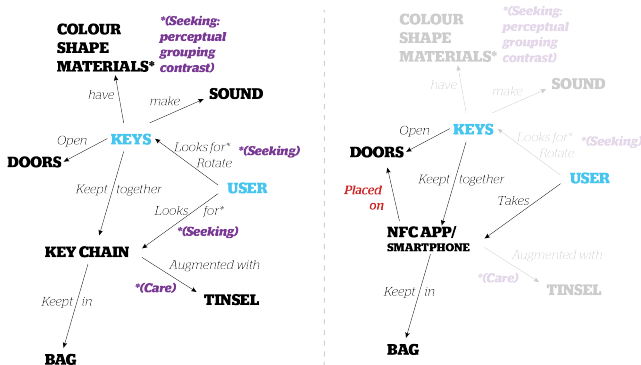 COLOUR
SHAPE
MATERIALS*
*(Seeking:
perceptual
grouping
contrast)
have
make
SOUND
Open
KEYS
DOORS
Looks for*
Rotate
*(Seeking)
Keept together
USER
Looks for*
*(Seeking)
KEY CHAIN
Augmented with
*(Care)
TINSEL
Keept in
BAG
COLOUR
SHAPE
MATERIALS*
*(Seeking:
perceptual
grouping
contrast)
have
make
SOUND
Open
KEYS
DOORS
Looks for*
Rotate
*(Seeking)
Keept together
USER
Placed
on
Takes
NFC APP/
SMARTPHONE
Augmented with
*(Care)
TINSEL
Keept in
BAG